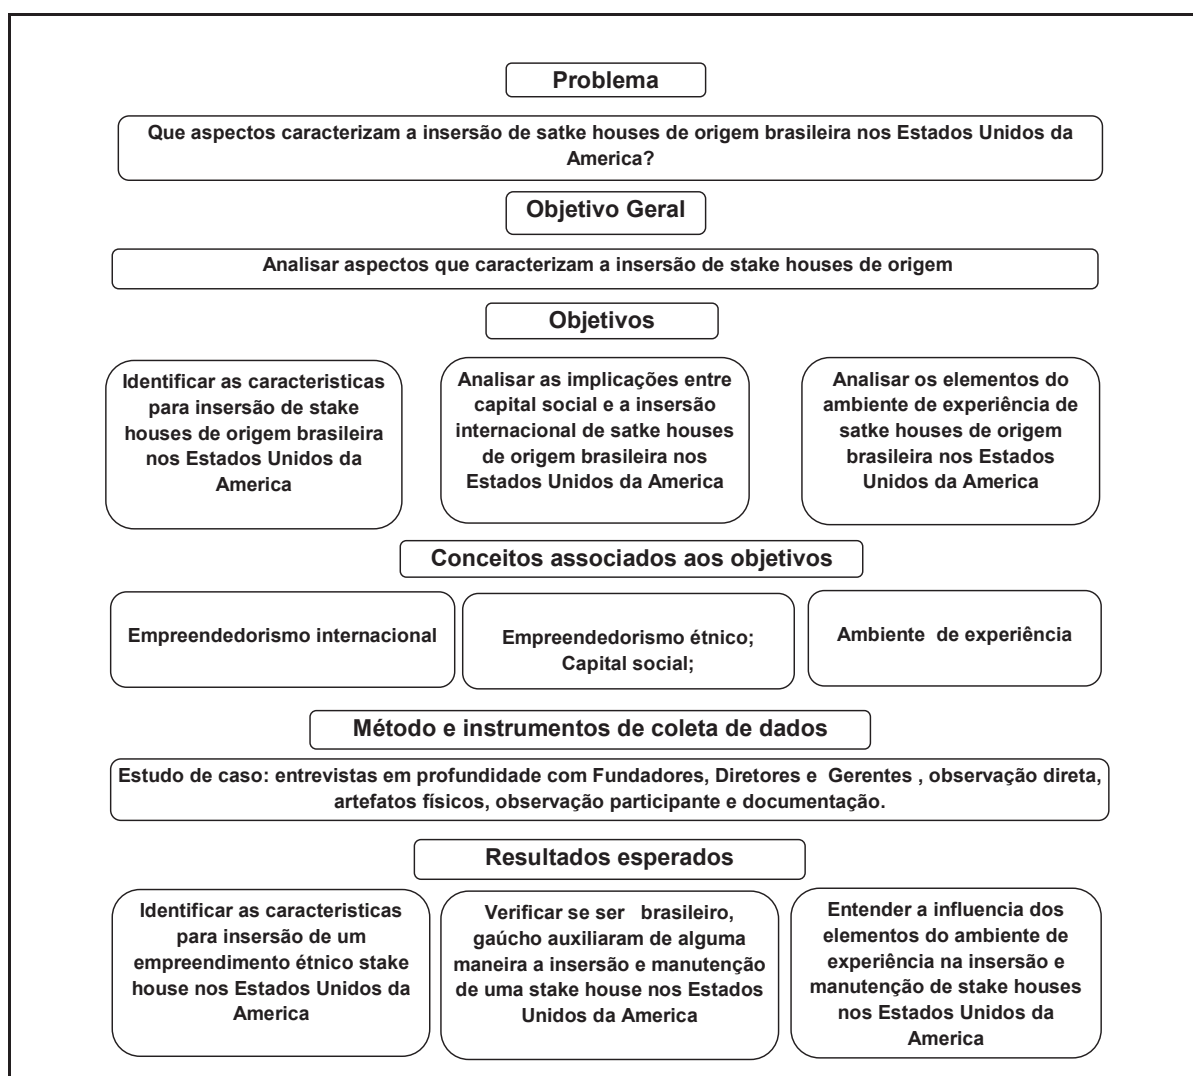 Problema
Que aspectos caracterizam a insersão de satke houses de origem brasileira nos Estados Unidos da
America?
Objetivo Geral
Analisar aspectos que caracterizam a insersão de stake houses de origem
Objetivos
Identificar as caracteristicas
para insersão de stake
houses de origem brasileira
nos Estados Unidos da
America
Analisar as implicações entre
capital social e a insersão
internacional de satke houses
de origem brasileira nos
Estados Unidos da America
Analisar os elementos do
ambiente de experiência de
satke houses de origem
brasileira nos Estados
Unidos da America
Conceitos associados aos objetivos
Empreendedorismo internacional
Empreendedorismo étnico;
Capital social;
Ambiente de experiência
Método e instrumentos de coleta de dados
Estudo de caso: entrevistas em profundidade com Fundadores, Diretores e Gerentes , observação direta,
artefatos físicos, observação participante e documentação.
Resultados esperados
Identificar as caracteristicas
para insersão de um
empreendimento étnico stake
house nos Estados Unidos da
America
Verificar se ser brasileiro,
gaúcho auxiliaram de alguma
maneira a insersão e manutenção
de uma stake house nos Estados
Unidos da America
Entender a influencia dos
elementos do ambiente de
experiência na insersão e
manutenção de stake houses
nos Estados Unidos da
America